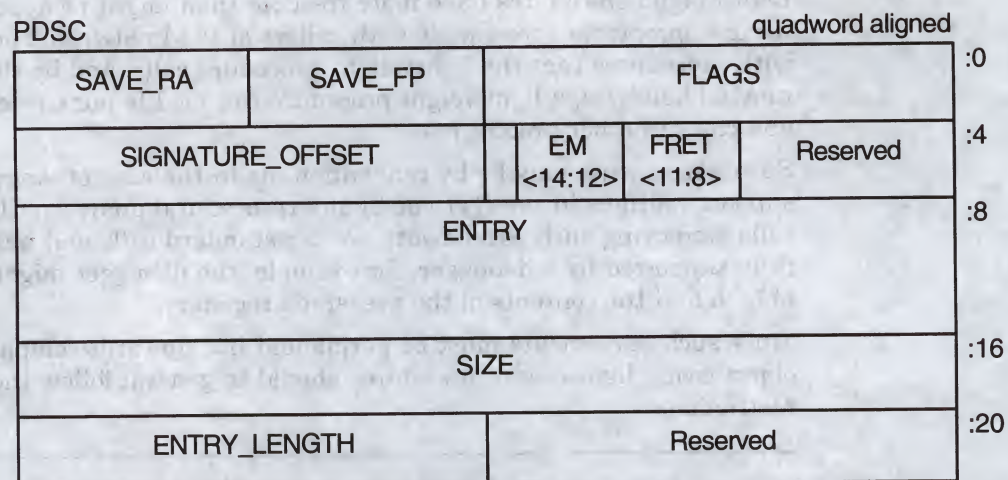 PDSC quadword aligned
SAVE_RA SAVE_FP FLAGS :0
SIGNATURE_OFFSET EM <14:12> FRET <11:8> Reserved :4
ENTRY :8
SIZE :16
ENTRY_LENGTH Reserved :20